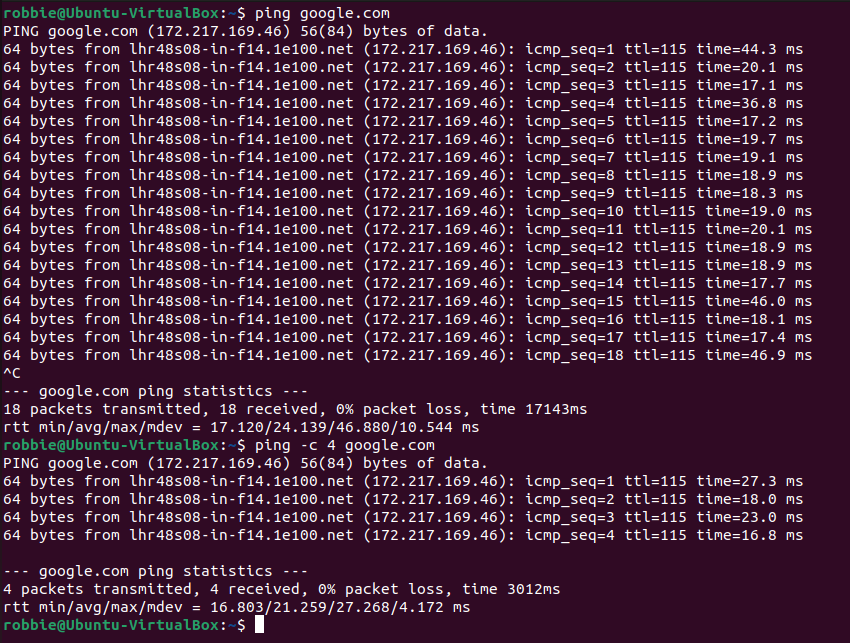 robbie@Ubuntu-VirtualBox:~$ ping google.com
PING google.com (172.217.169.46) 56(84) bytes of data.
64 bytes from lhr48s08-in-f14.1e100.net (172.217.169.46): icmp_seq=1 ttl=115 time=44.3 ms
64 bytes from lhr48s08-in-f14.1e100.net (172.217.169.46): icmp_seq=2 ttl=115 time=20.1 ms
64 bytes from lhr48s08-in-f14.1e100.net (172.217.169.46): icmp_seq=3 ttl=115 time=17.1 ms
64 bytes from lhr48s08-in-f14.1e100.net (172.217.169.46): icmp_seq=4 ttl=115 time=36.8 ms
64 bytes from lhr48s08-in-f14.1e100.net (172.217.169.46): icmp_seq=5 ttl=115 time=17.2 ms
64 bytes from lhr48s08-in-f14.1e100.net (172.217.169.46): icmp_seq=6 ttl=115 time=19.7 ms
64 bytes from lhr48s08-in-f14.1e100.net (172.217.169.46): icmp_seq=7 ttl=115 time=19.1 ms
64 bytes from lhr48s08-in-f14.1e100.net (172.217.169.46): icmp_seq=8 ttl=115 time=18.9 ms
64 bytes from lhr48s08-in-f14.1e100.net (172.217.169.46): icmp_seq=9 ttl=115 time=18.3 ms
64 bytes from lhr48s08-in-f14.1e100.net (172.217.169.46): icmp_seq=10 ttl=115 time=19.0 ms
64 bytes from lhr48s08-in-f14.1e100.net (172.217.169.46): icmp_seq=11 ttl=115 time=20.1 ms
64 bytes from lhr48s08-in-f14.1e100.net (172.217.169.46): icmp_seq=12 ttl=115 time=18.9 ms
64 bytes from lhr48s08-in-f14.1e100.net (172.217.169.46): icmp_seq=13 ttl=115 time=18.9 ms
64 bytes from lhr48s08-in-f14.1e100.net (172.217.169.46): icmp_seq=14 ttl=115 time=17.7 ms
64 bytes from lhr48s08-in-f14.1e100.net (172.217.169.46): icmp_seq=15 ttl=115 time=46.0 ms
64 bytes from lhr48s08-in-f14.1e100.net (172.217.169.46): icmp_seq=16 ttl=115 time=18.1 ms
64 bytes from lhr48s08-in-f14.1e100.net (172.217.169.46): icmp_seq=17 ttl=115 time=17.4 ms
64 bytes from lhr48s08-in-f14.1e100.net (172.217.169.46): icmp_seq=18 ttl=115 time=46.9 ms
^C
--- google.com ping statistics ---
18 packets transmitted, 18 received, 0% packet loss, time 17143ms
rtt min/avg/max/mdev = 17.120/24.139/46.880/10.544 ms
robbie@Ubuntu-VirtualBox:~$ ping -c 4 google.com
PING google.com (172.217.169.46) 56(84) bytes of data.
64 bytes from lhr48s08-in-f14.1e100.net (172.217.169.46): icmp_seq=1 ttl=115 time=27.3 ms
64 bytes from lhr48s08-in-f14.1e100.net (172.217.169.46): icmp_seq=2 ttl=115 time=18.0 ms
64 bytes from lhr48s08-in-f14.1e100.net (172.217.169.46): icmp_seq=3 ttl=115 time=23.0 ms
64 bytes from lhr48s08-in-f14.1e100.net (172.217.169.46): icmp_seq=4 ttl=115 time=16.8 ms
--- google.com ping statistics ---
4 packets transmitted, 4 received, 0% packet loss, time 3012ms
rtt min/avg/max/mdev = 16.803/21.259/27.268/4.172 ms
robbie@Ubuntu-VirtualBox:~$